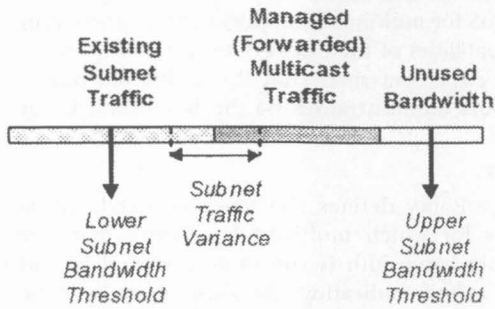 Existing
Subnet
Traffic
Managed
(Forwarded)
Multicast
Traffic
Unused
Bandwidth
Lower
Subnet
Bandwidth
Threshold
Subnet
Traffic
Variance
Upper
Subnet
Bandwidth
Threshold